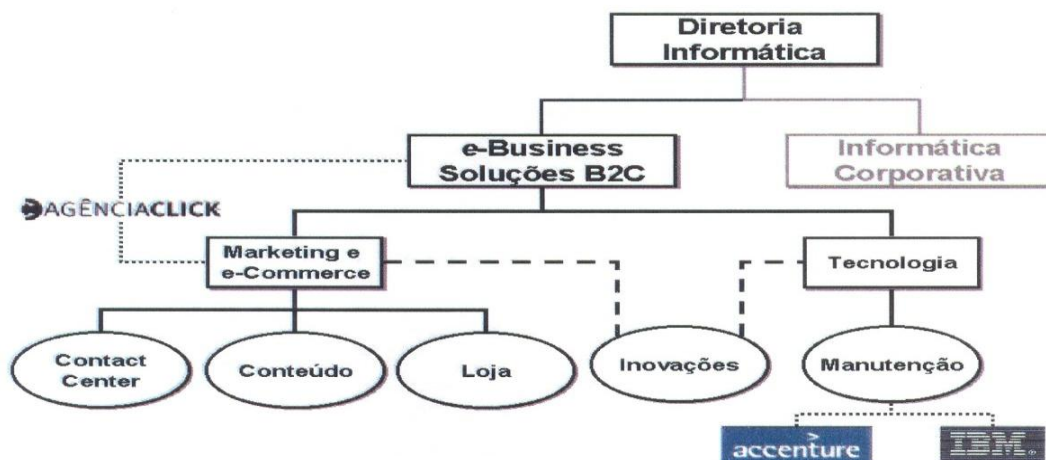 Diretoria
Informática
e-Business
Soluções B2C
Informática
Corporativa
AGÊNCIACLICK
Marketing e
e-Commerce
Tecnologia
Contact
Center
Conteúdo
Loja
Inovações
Manutenção
accenture
IBM®